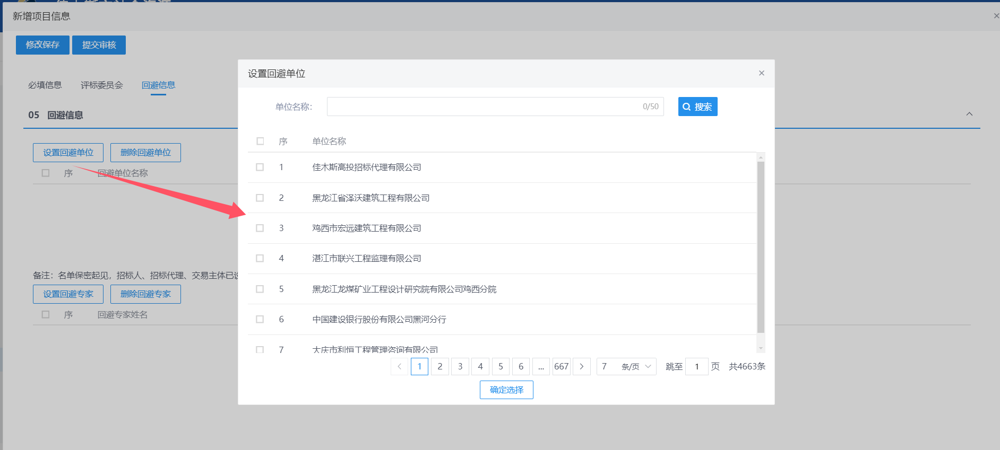 新增项目信息
修改保存 提交审核
必填信息 评标委员会 回避信息
05 回避信息
设置回避单位 删除回避单位
序 回避单位名称
备注：名单保密起见，招标人、招标代理、交易主体已
设置回避专家 删除回避专家
序 回避专家姓名
设置回避单位
单位名称： 0/50 搜索
序 单位名称
1 佳木斯高投招标代理有限公司
2 黑龙江省泽沃建筑工程有限公司
3 鸡西市宏远建筑工程有限公司
4 湛江市联兴工程监理有限公司
5 黑龙江龙煤矿业工程设计研究院有限公司鸡西分院
6 中国建设银行股份有限公司黑河分行
7 大庆市利恒工程管理咨询有限公司
1 2 3 4 5 6 ... 667 7 条/页 跳至 1 页 共4663条
确定选择